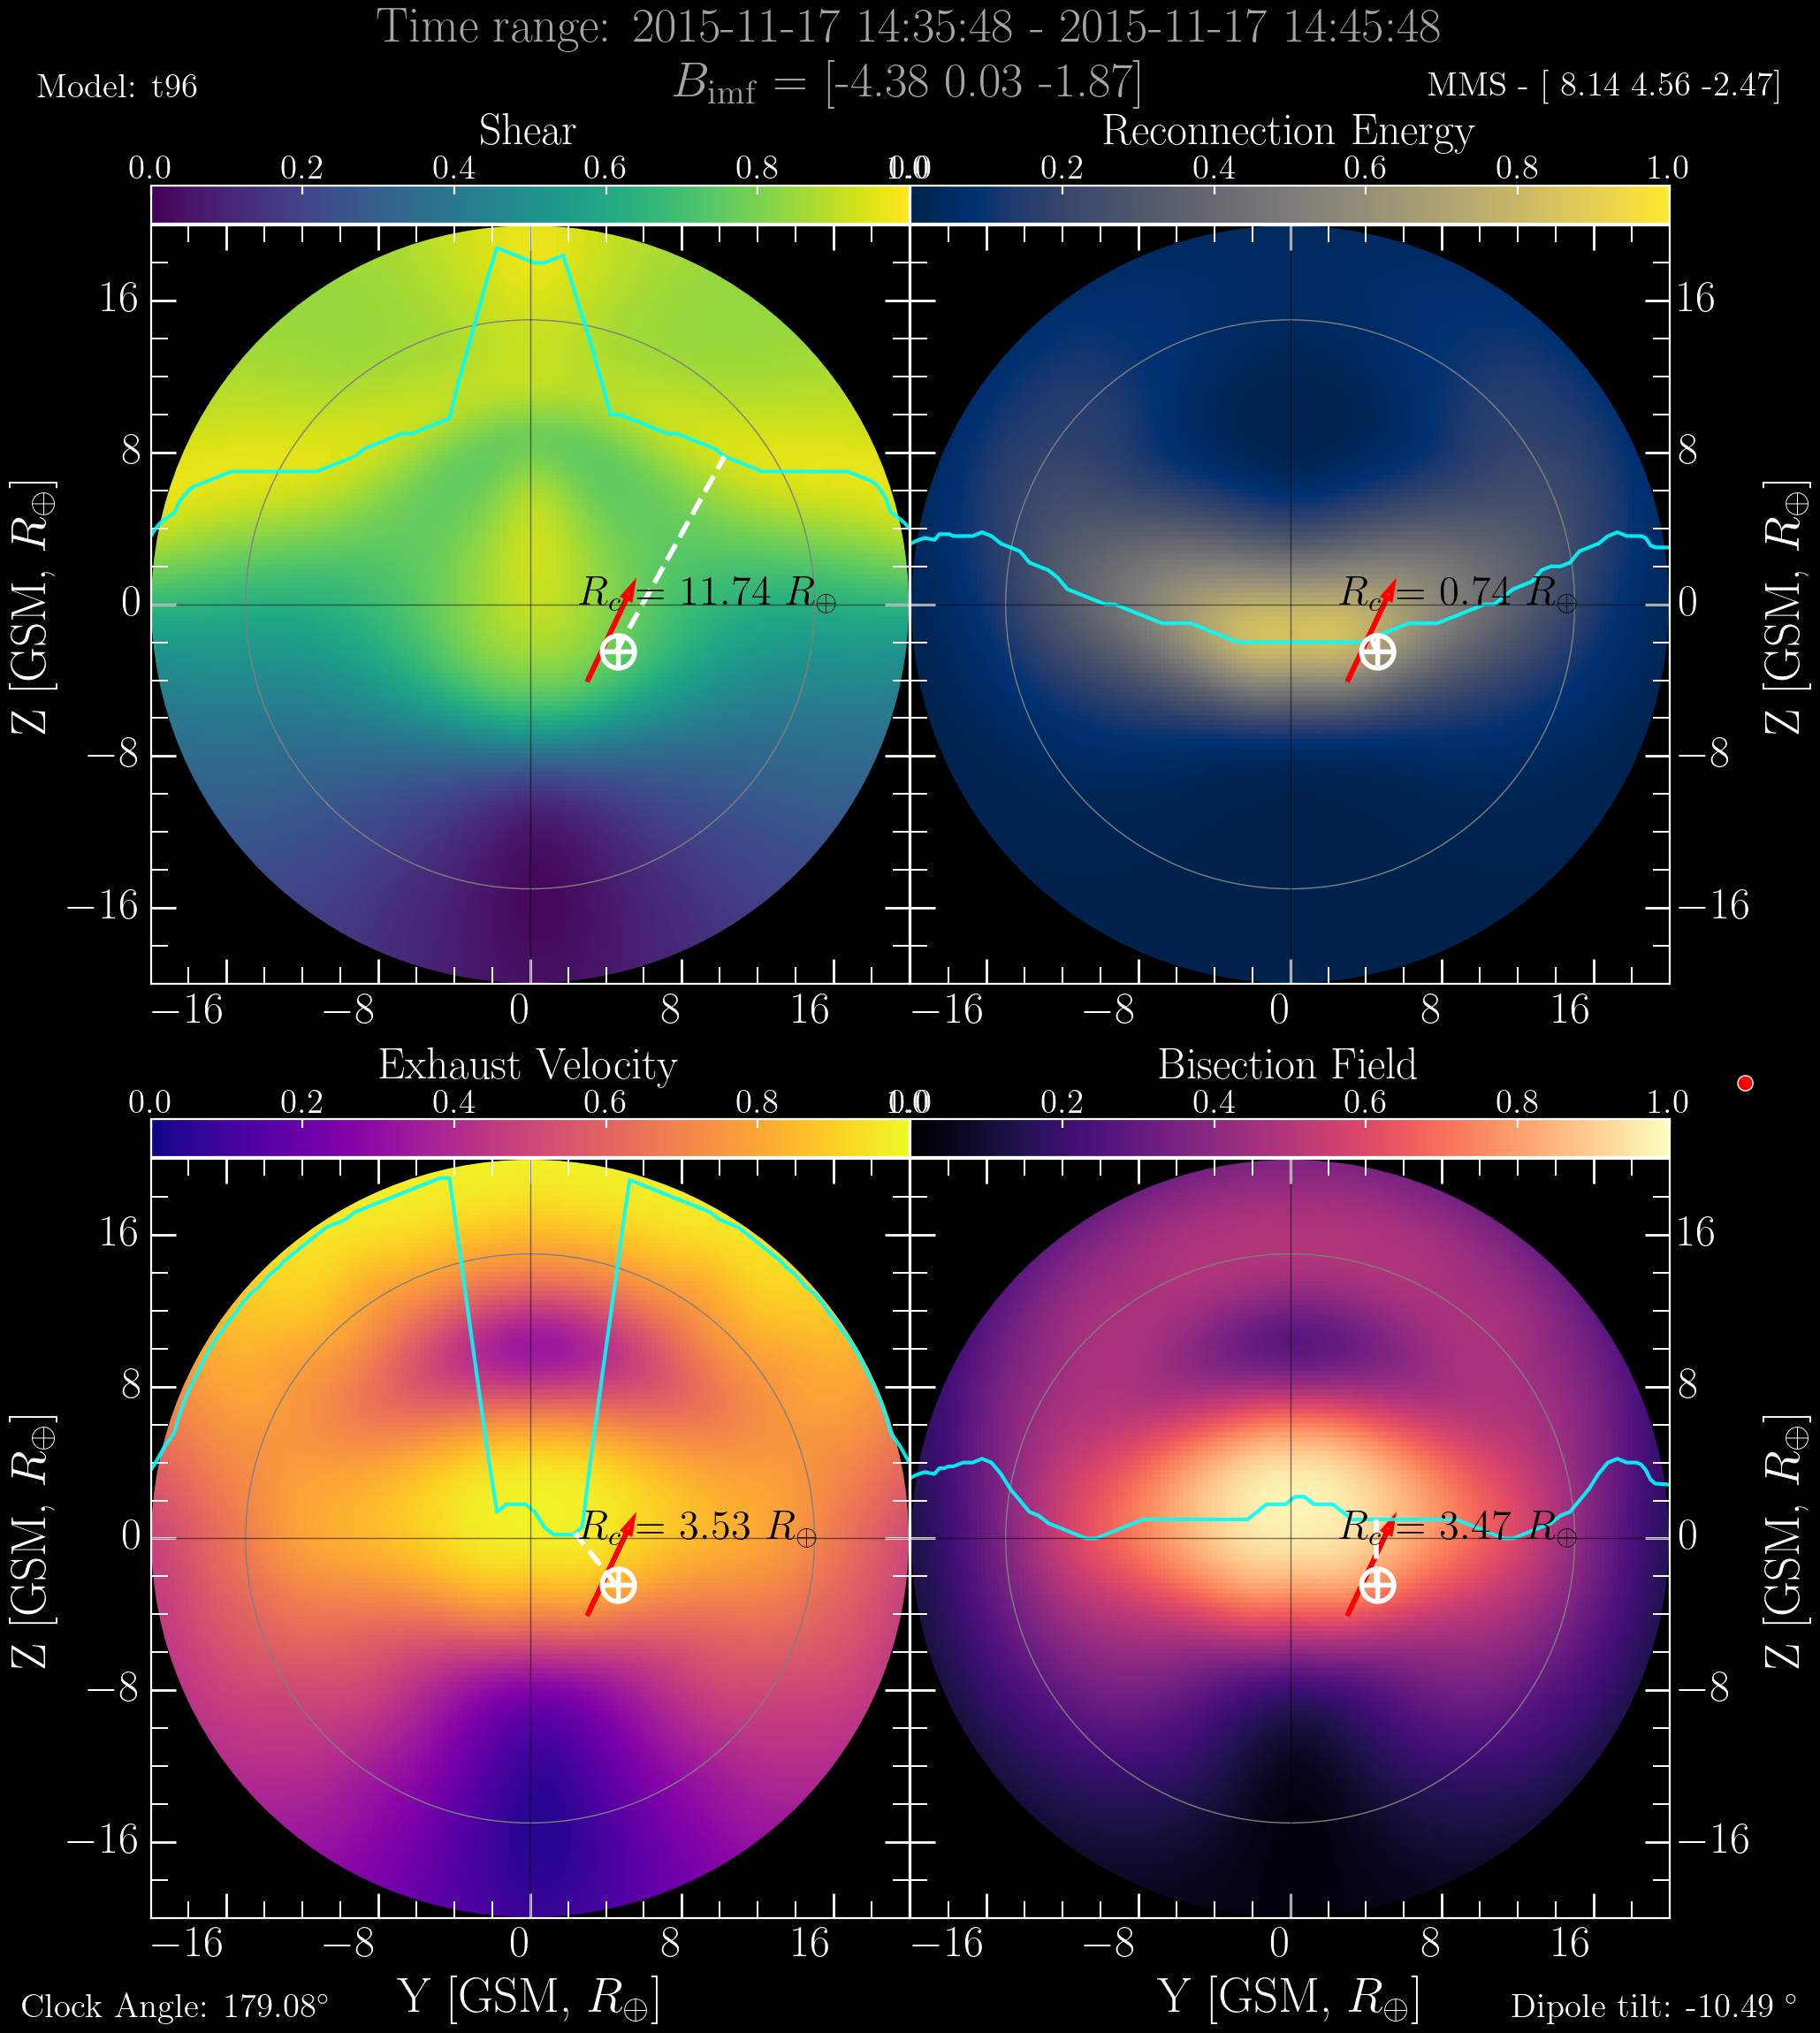 Time range: 2015-11-17 14:35:48 - 2015-11-17 14:45:48
Model: t96
B_imf = [-4.38 0.03 -1.87]
MMS - [ 8.14 4.56 -2.47]
Shear
Reconnection Energy
0.0 0.2 0.4 0.6 0.8 1.0
0.0 0.2 0.4 0.6 0.8 1.0
16
8
0
−8
−16
Z [GSM, R⊕]
R_c = 11.74 R⊕
R_c = 0.74 R⊕
16
8
0
−8
−16
Z [GSM, R⊕]
−16 −8 0 8 16
−16 −8 0 8 16
Exhaust Velocity
Bisection Field
0.0 0.2 0.4 0.6 0.8 1.0
0.0 0.2 0.4 0.6 0.8 1.0
16
8
0
−8
−16
Z [GSM, R⊕]
R_c = 3.53 R⊕
R_c = 3.47 R⊕
16
8
0
−8
−16
Z [GSM, R⊕]
−16 −8 0 8 16
−16 −8 0 8 16
Y [GSM, R⊕]
Y [GSM, R⊕]
Clock Angle: 179.08°
Dipole tilt: -10.49 °